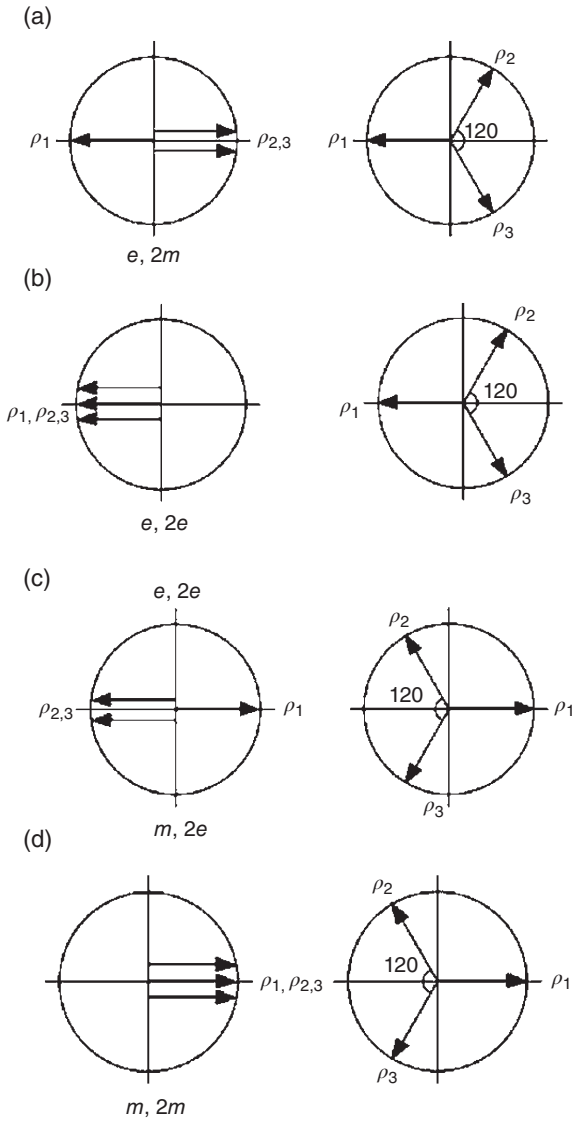 (a)
ρ1 ρ2,3 ρ1 120 ρ2 ρ3
e, 2m
(b)
ρ1, ρ2,3 ρ1 120 ρ2 ρ3
e, 2e
(c)
e, 2e
ρ2,3 ρ1 ρ2 120 ρ1 ρ3
m, 2e
(d)
ρ1, ρ2,3 ρ2 120 ρ1 ρ3
m, 2m